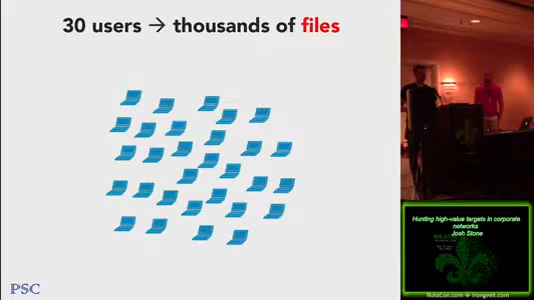 30 users → thousands of files
PSC
Hunting high-value targets in corporate
networks
Josh Stone
NolaCon.com
Irongeek.com